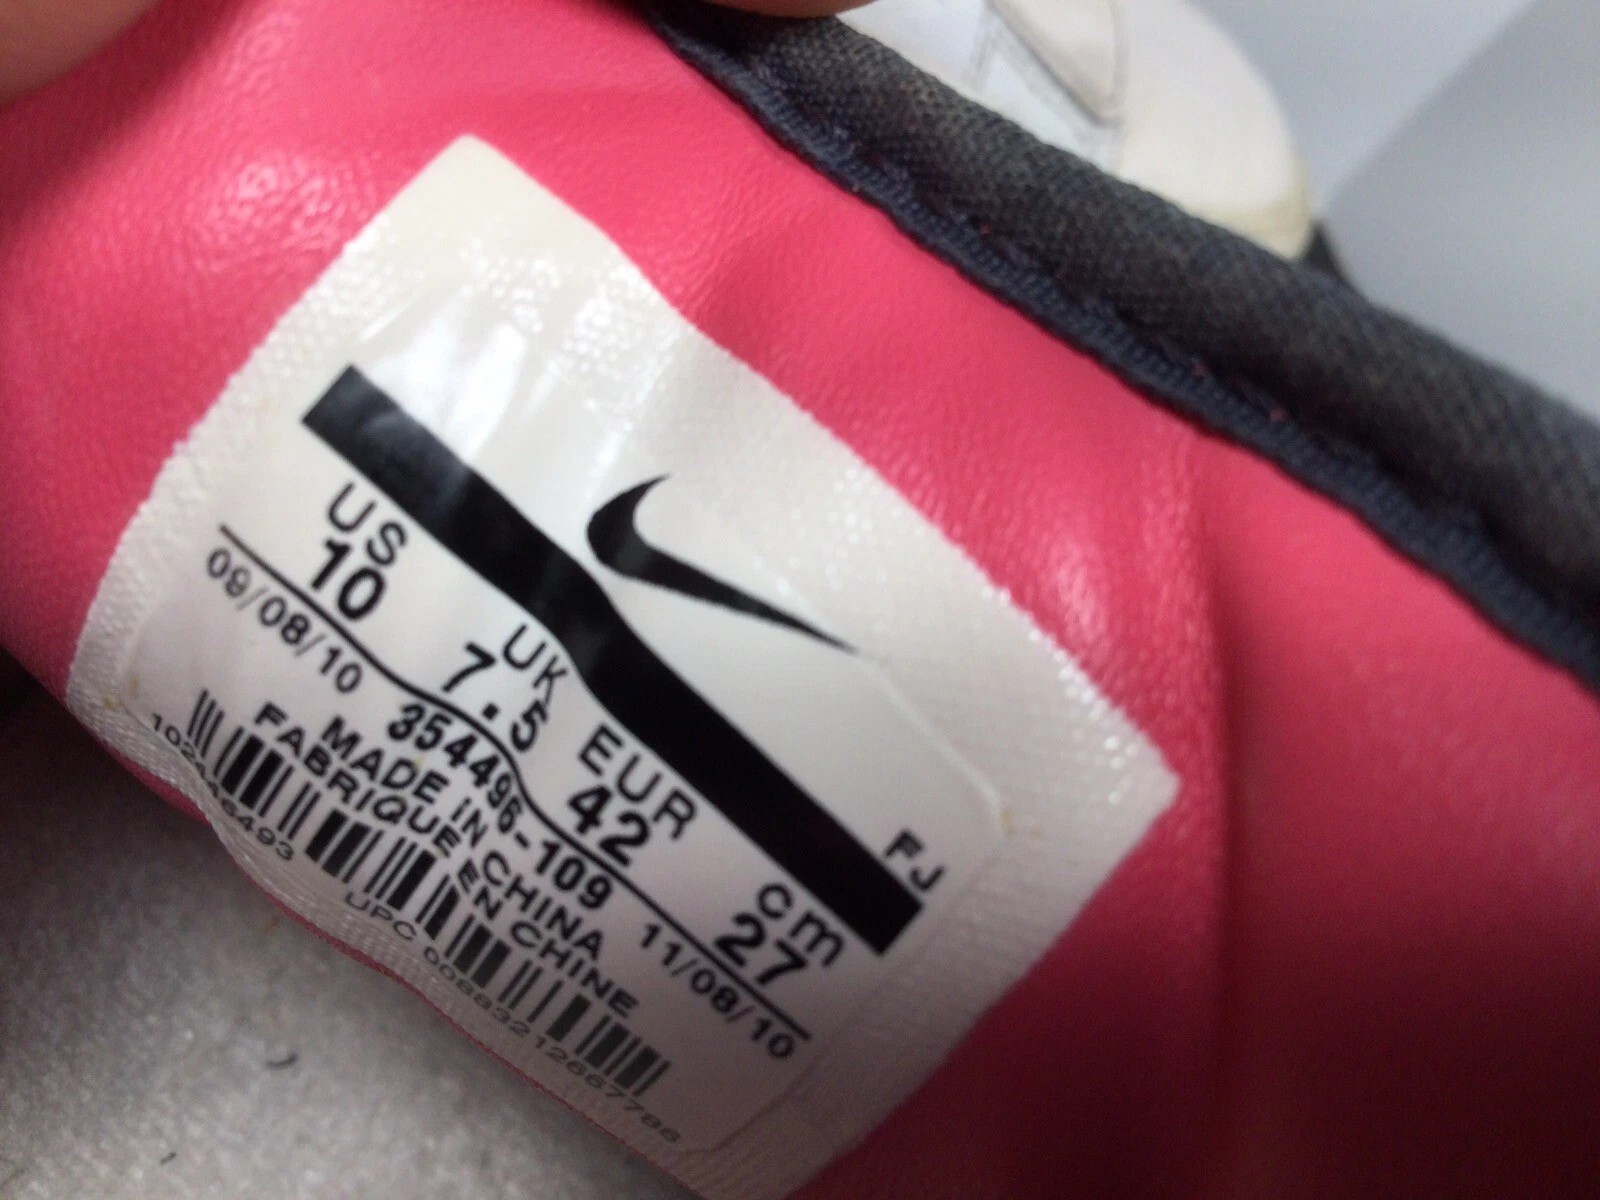 FJ
US UK EUR cm
10 7.5 42 27
09/08/10 11/08/10
354496-109
MADE IN CHINA
FABRIQUE EN CHINE
UPC 00883212667786